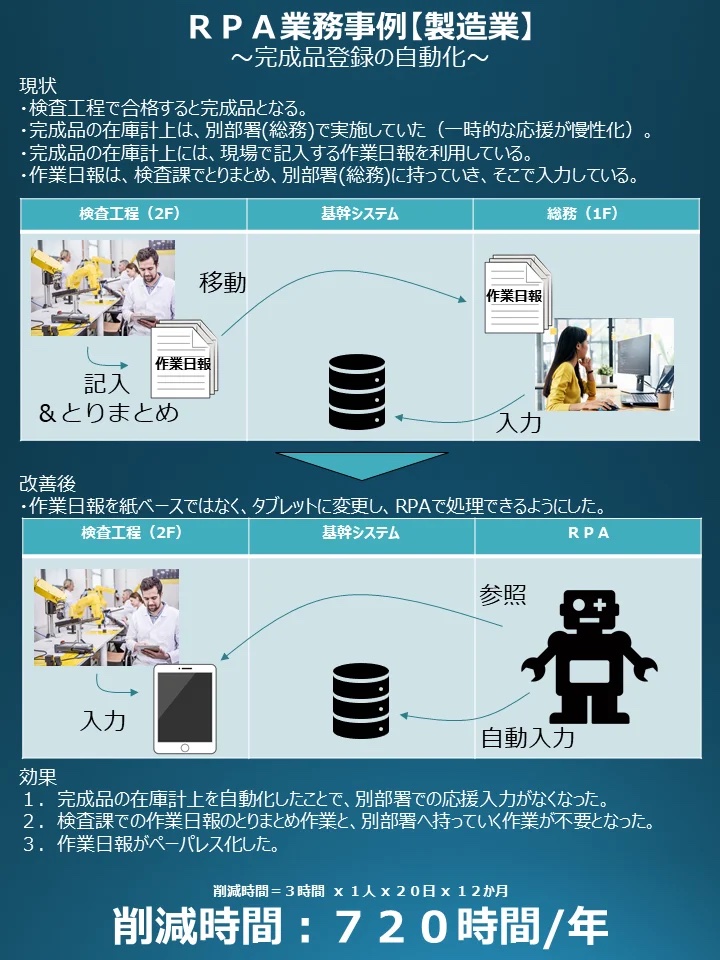 ＲＰＡ業務事例【製造業】
～完成品登録の自動化～
現状
・検査工程で合格すると完成品となる。
・完成品の在庫計上は、別部署(総務)で実施していた（一時的な応援が慢性化）。
・完成品の在庫計上には、現場で記入する作業日報を利用している。
・作業日報は、検査課でとりまとめ、別部署(総務)に持っていき、そこで入力している。
検査工程（2F）
基幹システム
総務（1F）
移動
作業日報
作業日報
記入
＆とりまとめ
入力
改善後
・作業日報を紙ベースではなく、タブレットに変更し、RPAで処理できるようにした。
検査工程（2F）
基幹システム
ＲＰＡ
参照
入力
自動入力
効果
１．完成品の在庫計上を自動化したことで、別部署での応援入力がなくなった。
２．検査課での作業日報のとりまとめ作業と、別部署へ持っていく作業が不要となった。
３．作業日報がペーパレス化した。
削減時間＝３時間 ｘ１人ｘ２０日ｘ１２か月
削減時間：７２０時間/年